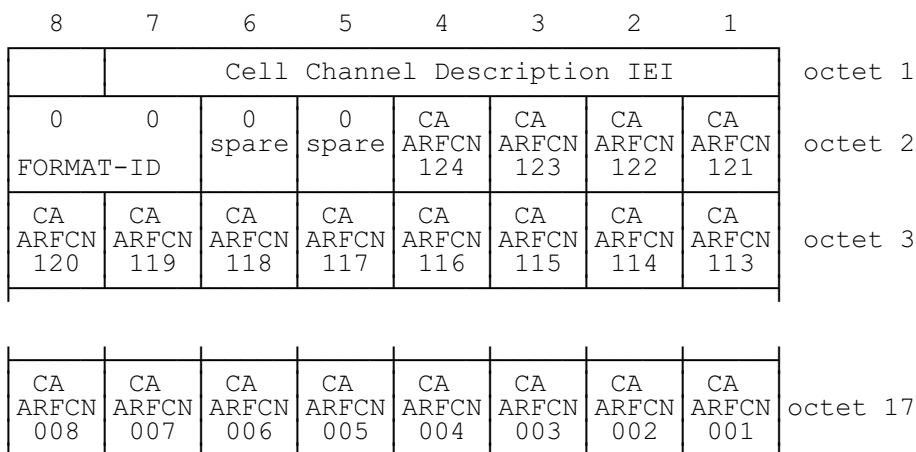 8 7 6 5 4 3 2 1
Cell Channel Description IEI octet 1
0 0 0 0 CA CA CA CA
spare spare ARFCN ARFCN ARFCN ARFCN octet 2
FORMAT-ID 124 123 122 121
CA CA CA CA CA CA CA CA
ARFCN ARFCN ARFCN ARFCN ARFCN ARFCN ARFCN ARFCN octet 3
120 119 118 117 116 115 114 113
CA CA CA CA CA CA CA CA
ARFCN ARFCN ARFCN ARFCN ARFCN ARFCN ARFCN ARFCN octet 17
008 007 006 005 004 003 002 001